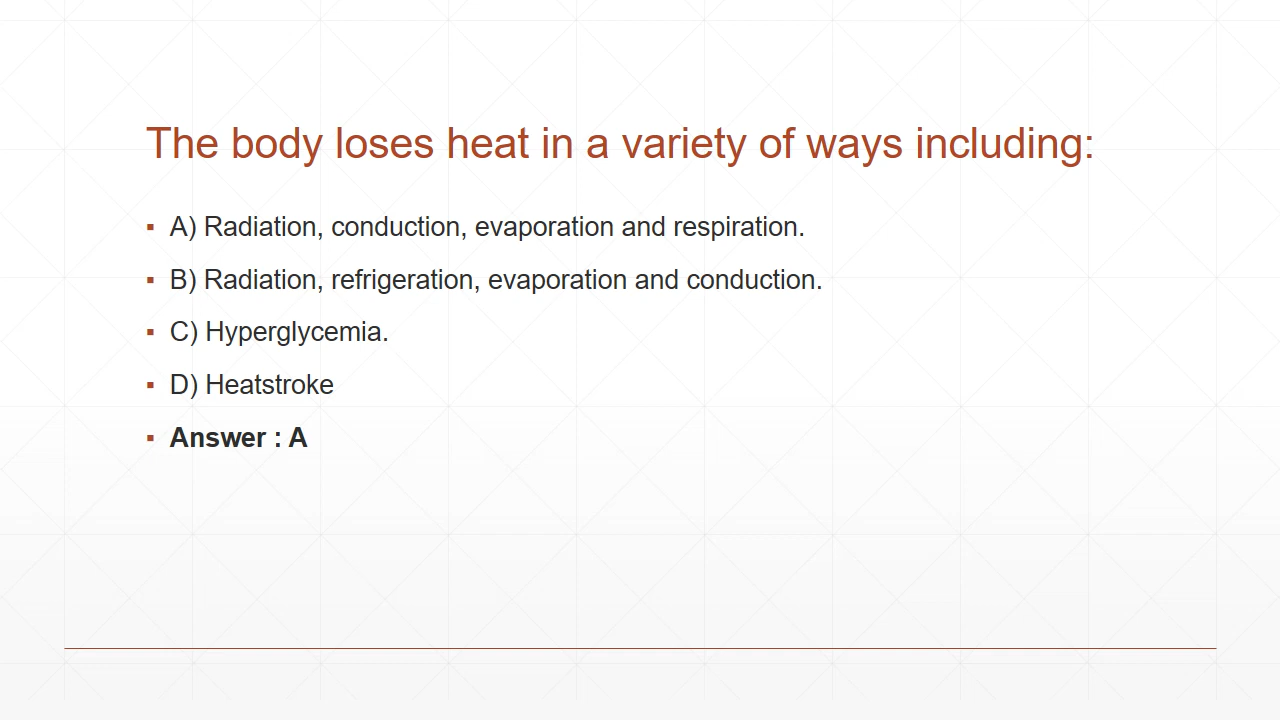 The body loses heat in a variety of ways including:
▪ A) Radiation, conduction, evaporation and respiration.
▪ B) Radiation, refrigeration, evaporation and conduction.
▪ C) Hyperglycemia.
▪ D) Heatstroke
▪ Answer : A